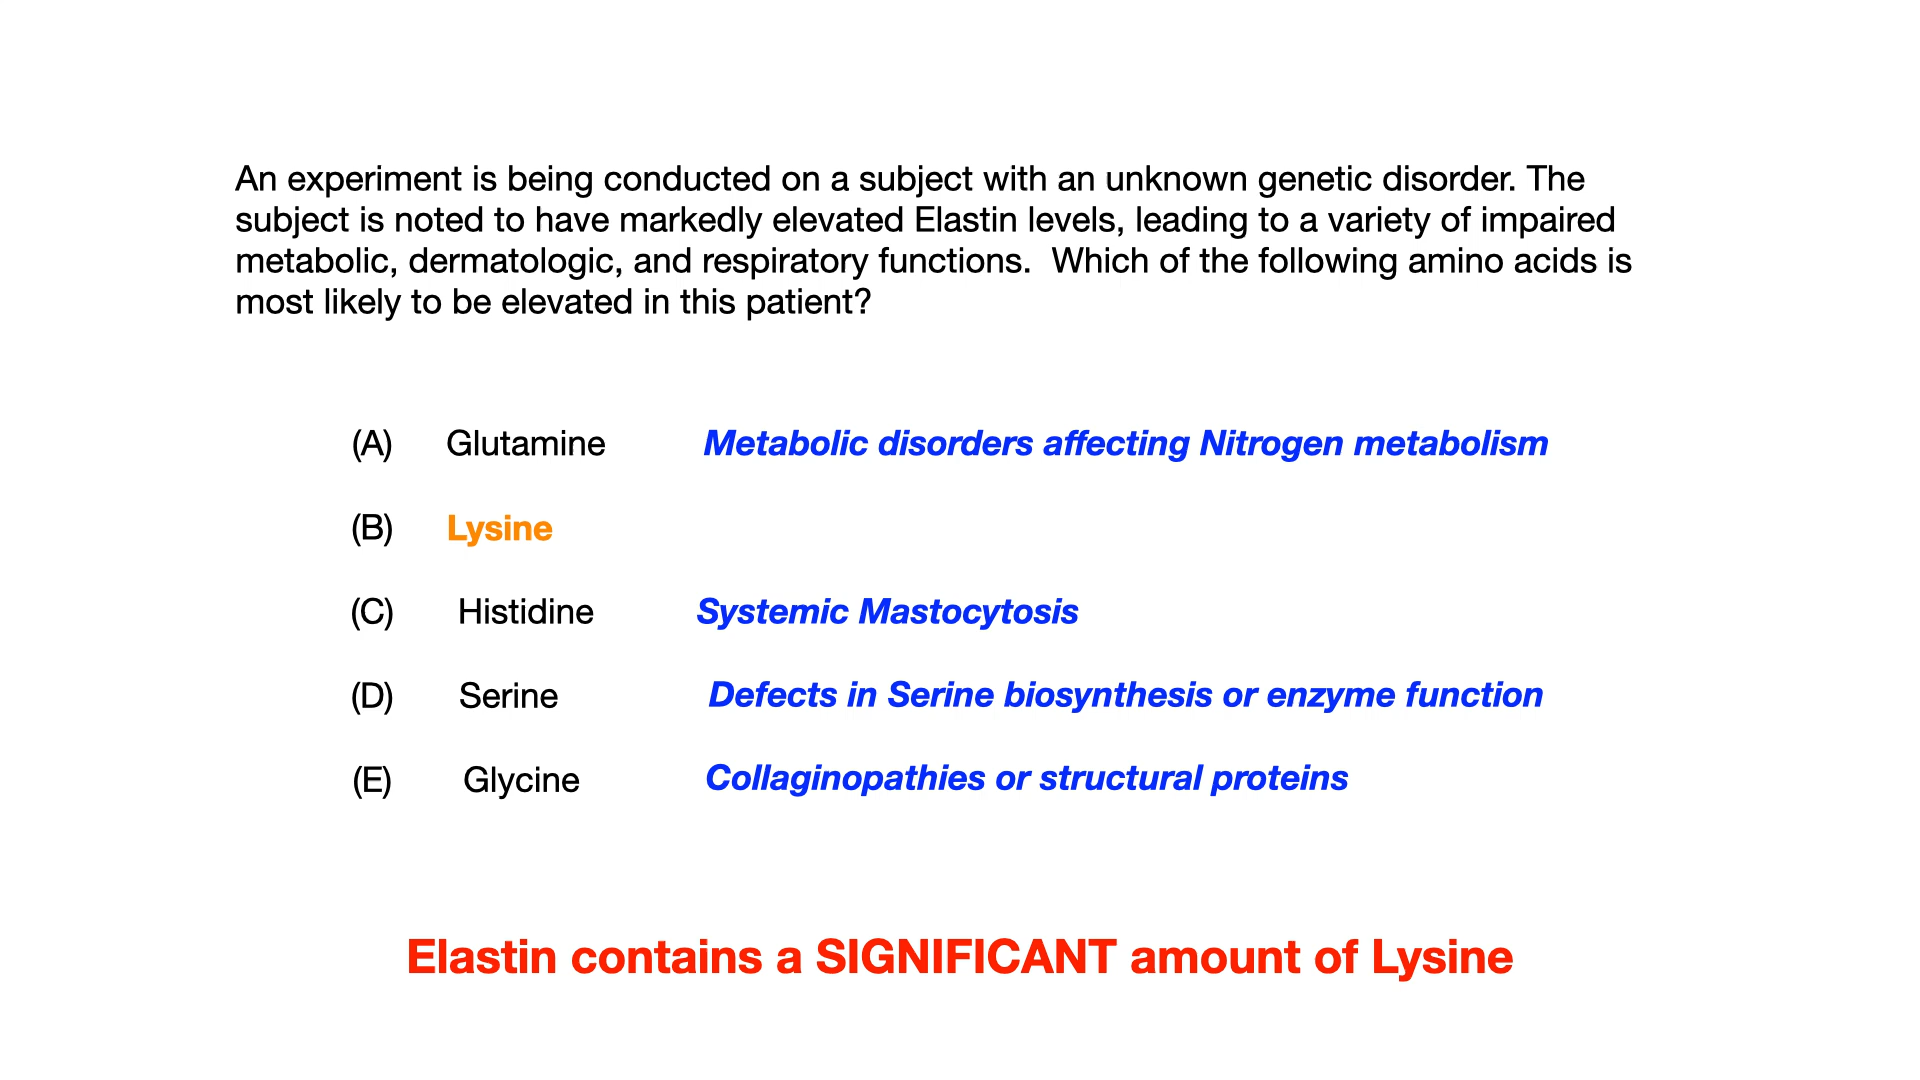 An experiment is being conducted on a subject with an unknown genetic disorder. The
subject is noted to have markedly elevated Elastin levels, leading to a variety of impaired
metabolic, dermatologic, and respiratory functions.  Which of the following amino acids is
most likely to be elevated in this patient?
(A) Glutamine Metabolic disorders affecting Nitrogen metabolism
(B) Lysine
(C) Histidine Systemic Mastocytosis
(D) Serine Defects in Serine biosynthesis or enzyme function
(E) Glycine Collaginopathies or structural proteins
Elastin contains a SIGNIFICANT amount of Lysine